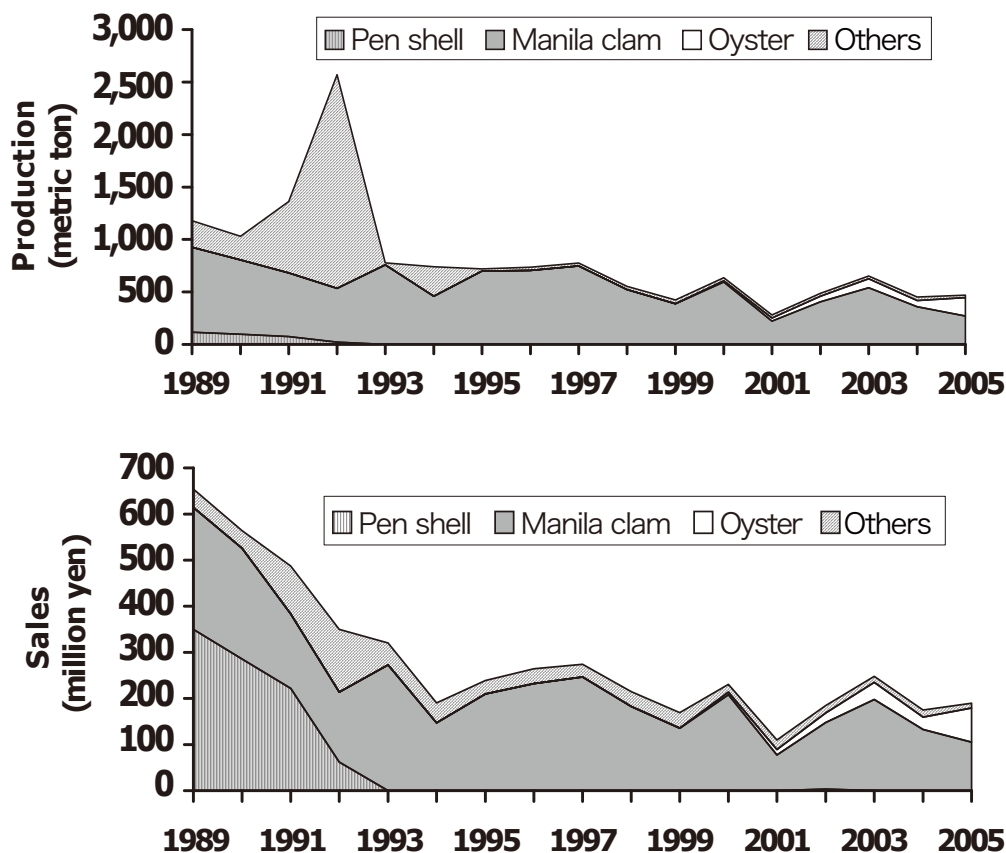 3,000
2,500
2,000
1,500
1,000
500
0
Production
(metric ton)
Pen shell Manila clam Oyster Others
1989 1991 1993 1995 1997 1999 2001 2003 2005
700
600
500
400
300
200
100
0
Sales
(million yen)
Pen shell Manila clam Oyster Others
1989 1991 1993 1995 1997 1999 2001 2003 2005